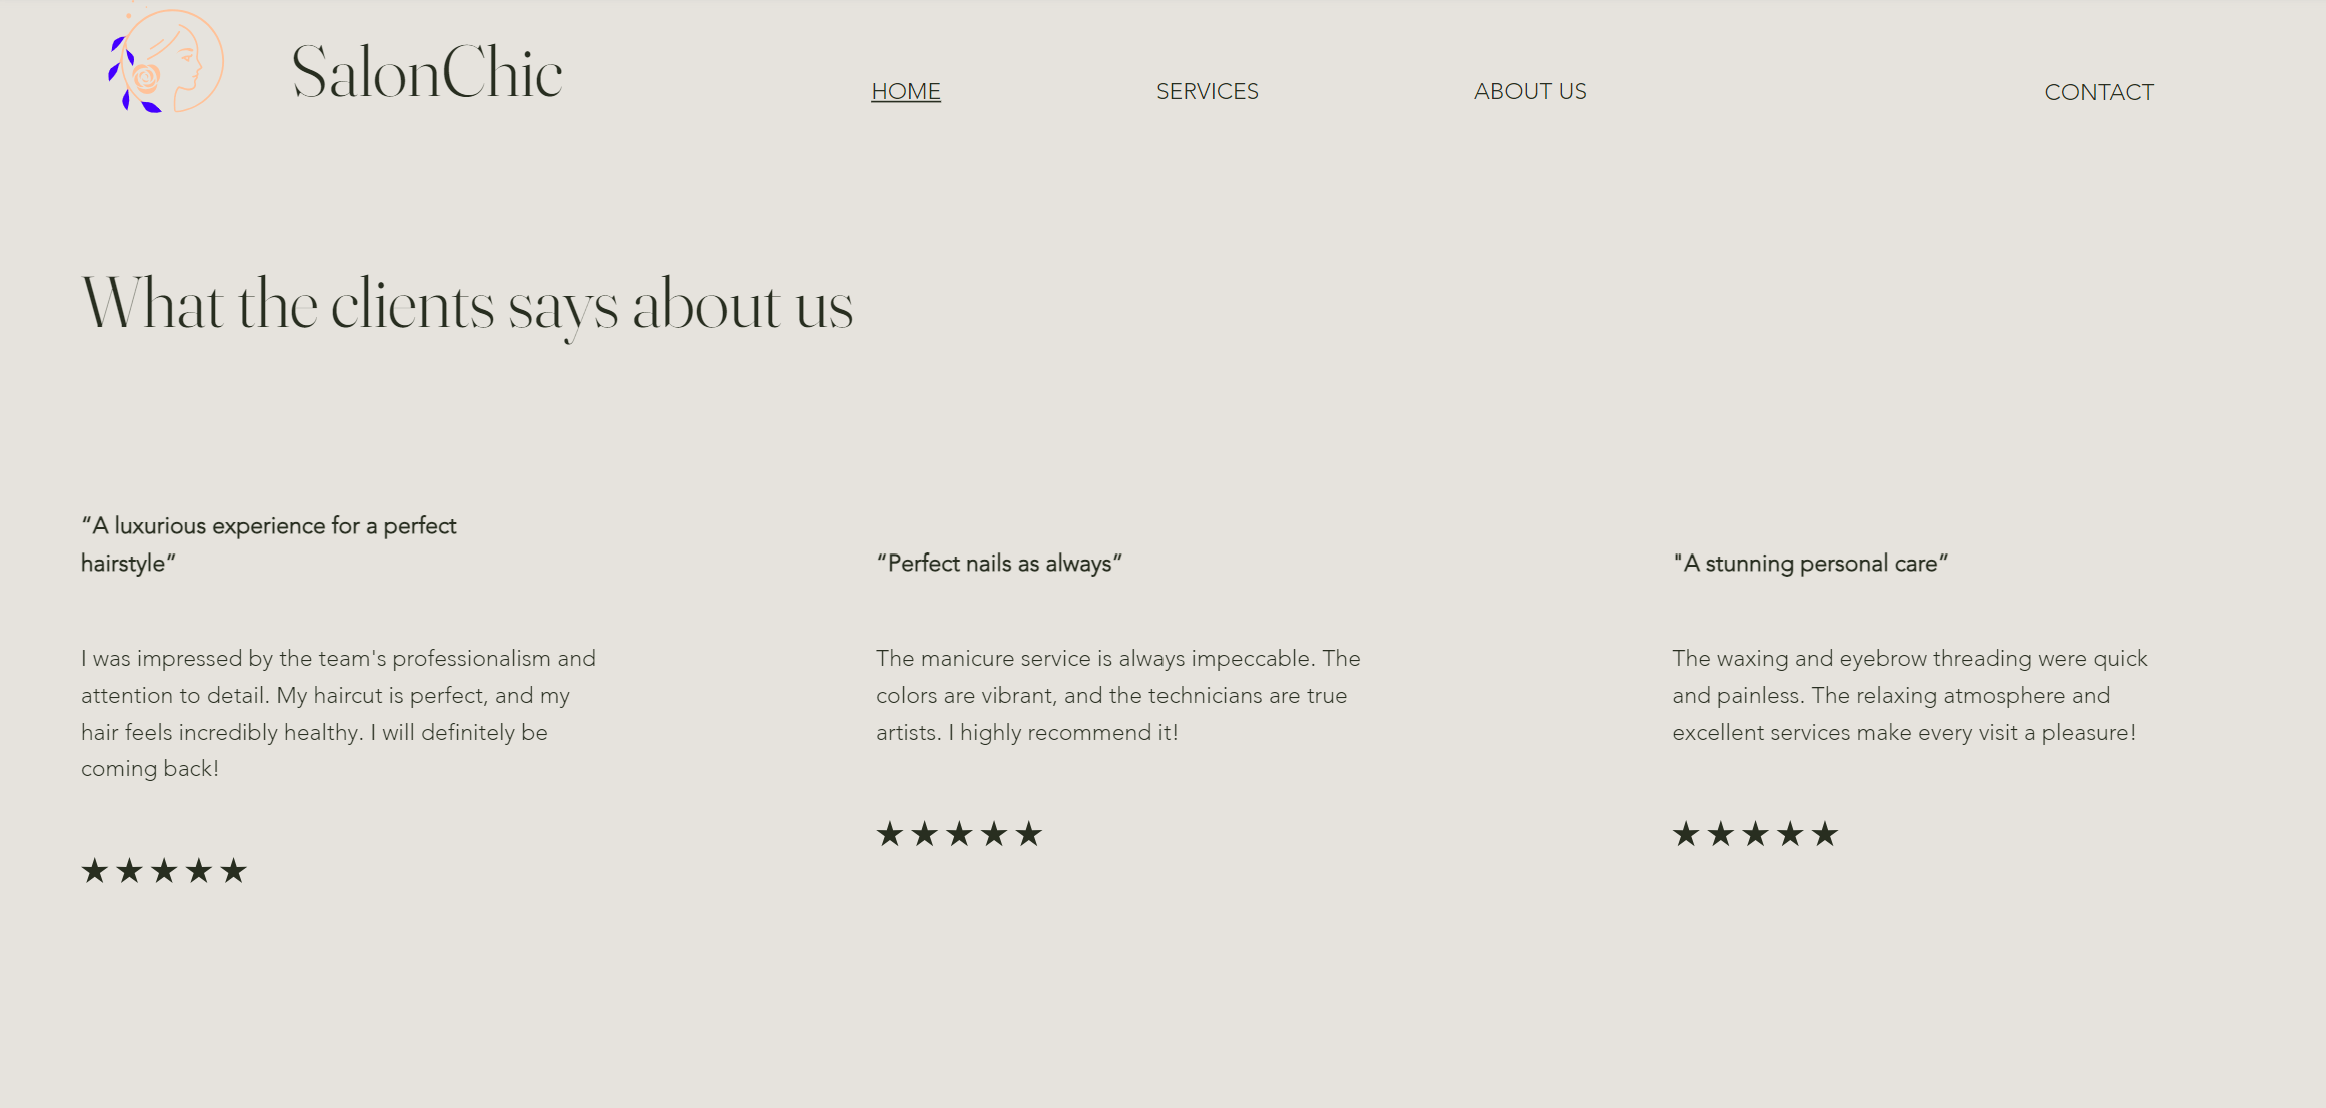 SalonChic
HOME
SERVICES
ABOUT US
CONTACT
What the clients says about us
“A luxurious experience for a perfect
hairstyle”
I was impressed by the team's professionalism and
attention to detail. My haircut is perfect, and my
hair feels incredibly healthy. I will definitely be
coming back!
★★★★★
“Perfect nails as always”
The manicure service is always impeccable. The
colors are vibrant, and the technicians are true
artists. I highly recommend it!
★★★★★
"A stunning personal care”
The waxing and eyebrow threading were quick
and painless. The relaxing atmosphere and
excellent services make every visit a pleasure!
★★★★★